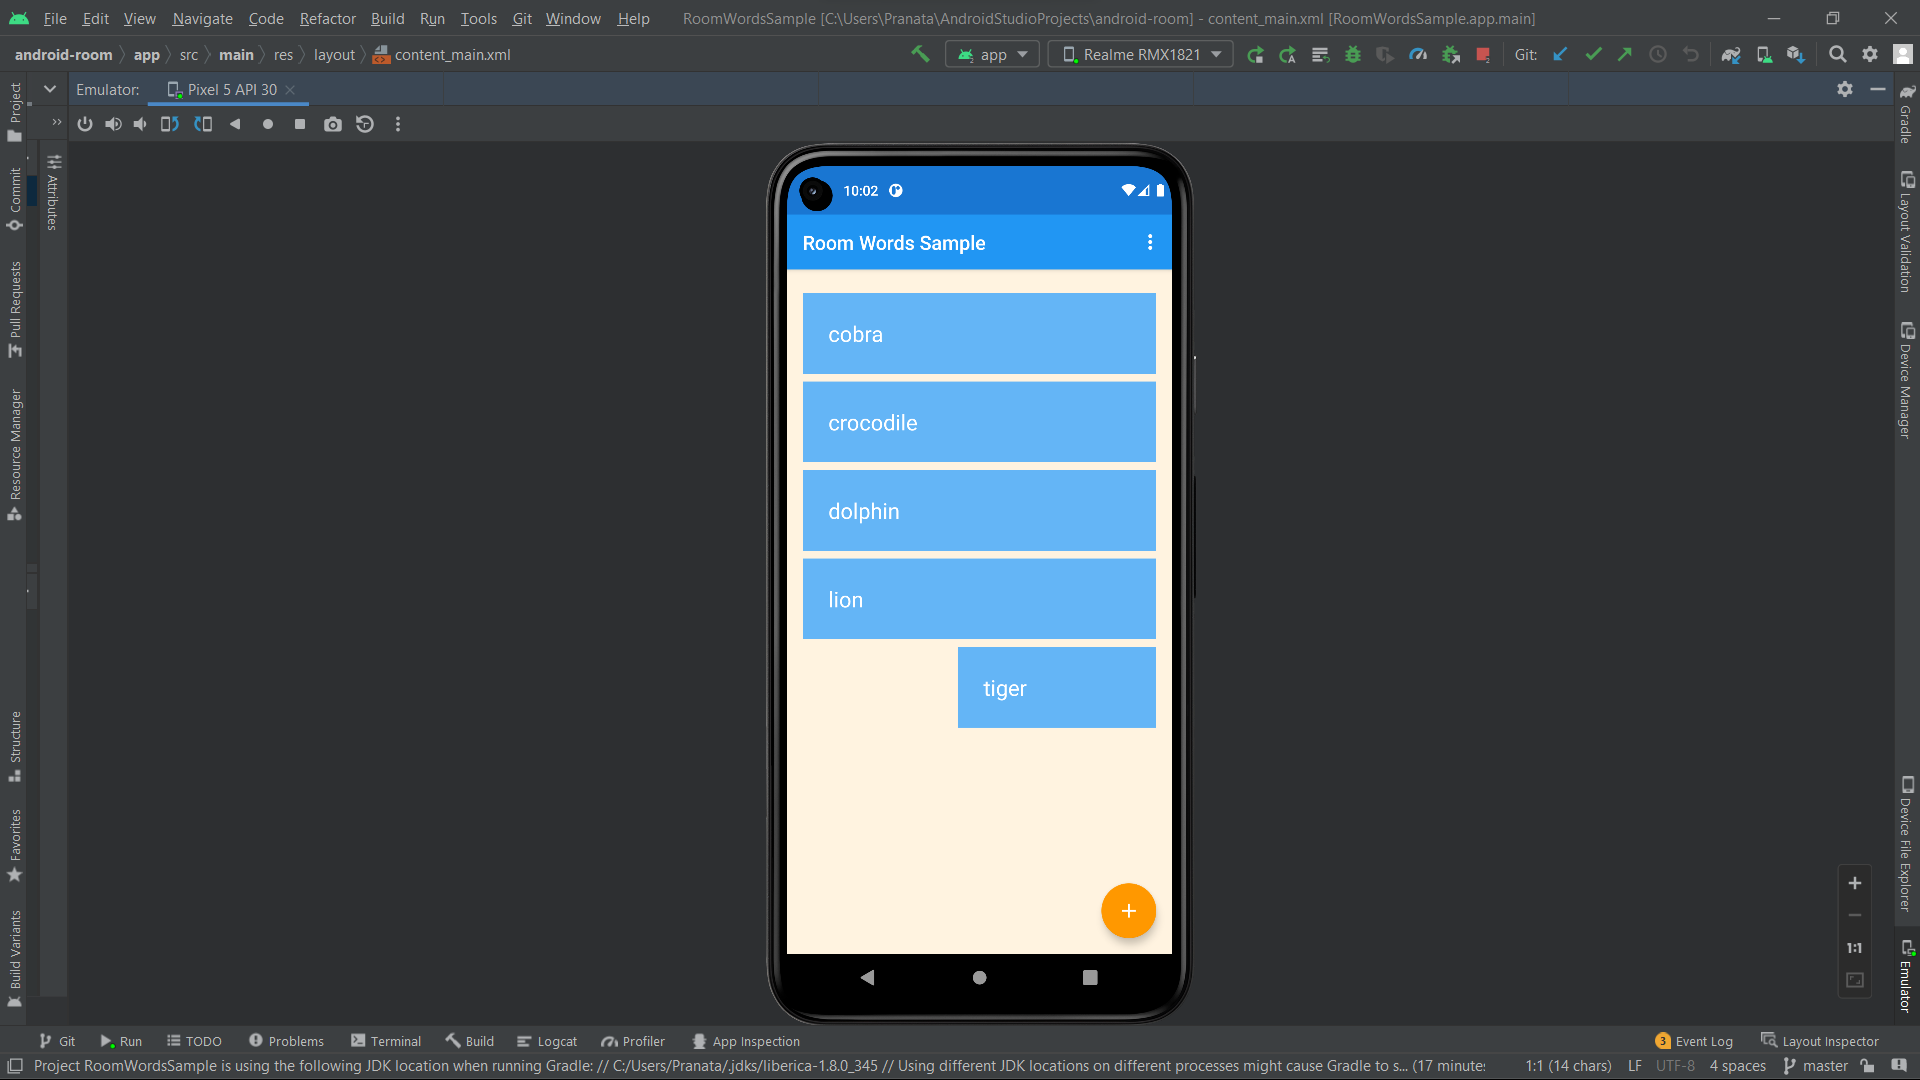 File Edit View Navigate Code Refactor Build Run Tools Git Window Help RoomWordsSample [C:\Users\Pranata\AndroidStudioProjects\android-room] - content_main.xml [RoomWordsSample.app.main]
android-room app src main res layout content_main.xml app Realme RMX1821 Git:
Emulator: Pixel 5 API 30
Project
Commit
Pull Requests
Resource Manager
Structure
Favorites
Build Variants
Attributes
10:02
Room Words Sample
cobra
crocodile
dolphin
lion
tiger
1:1
Gradle
Layout Validation
Device Manager
Device File Explorer
Emulator
Git Run TODO Problems Terminal Build Logcat Profiler App Inspection 3 Event Log Layout Inspector
Project RoomWordsSample is using the following JDK location when running Gradle: // C:/Users/Pranata/.jdks/liberica-1.8.0_345 // Using different JDK locations on different processes might cause Gradle to s... (17 minutes 1:1 (14 chars) LF UTF-8 4 spaces master